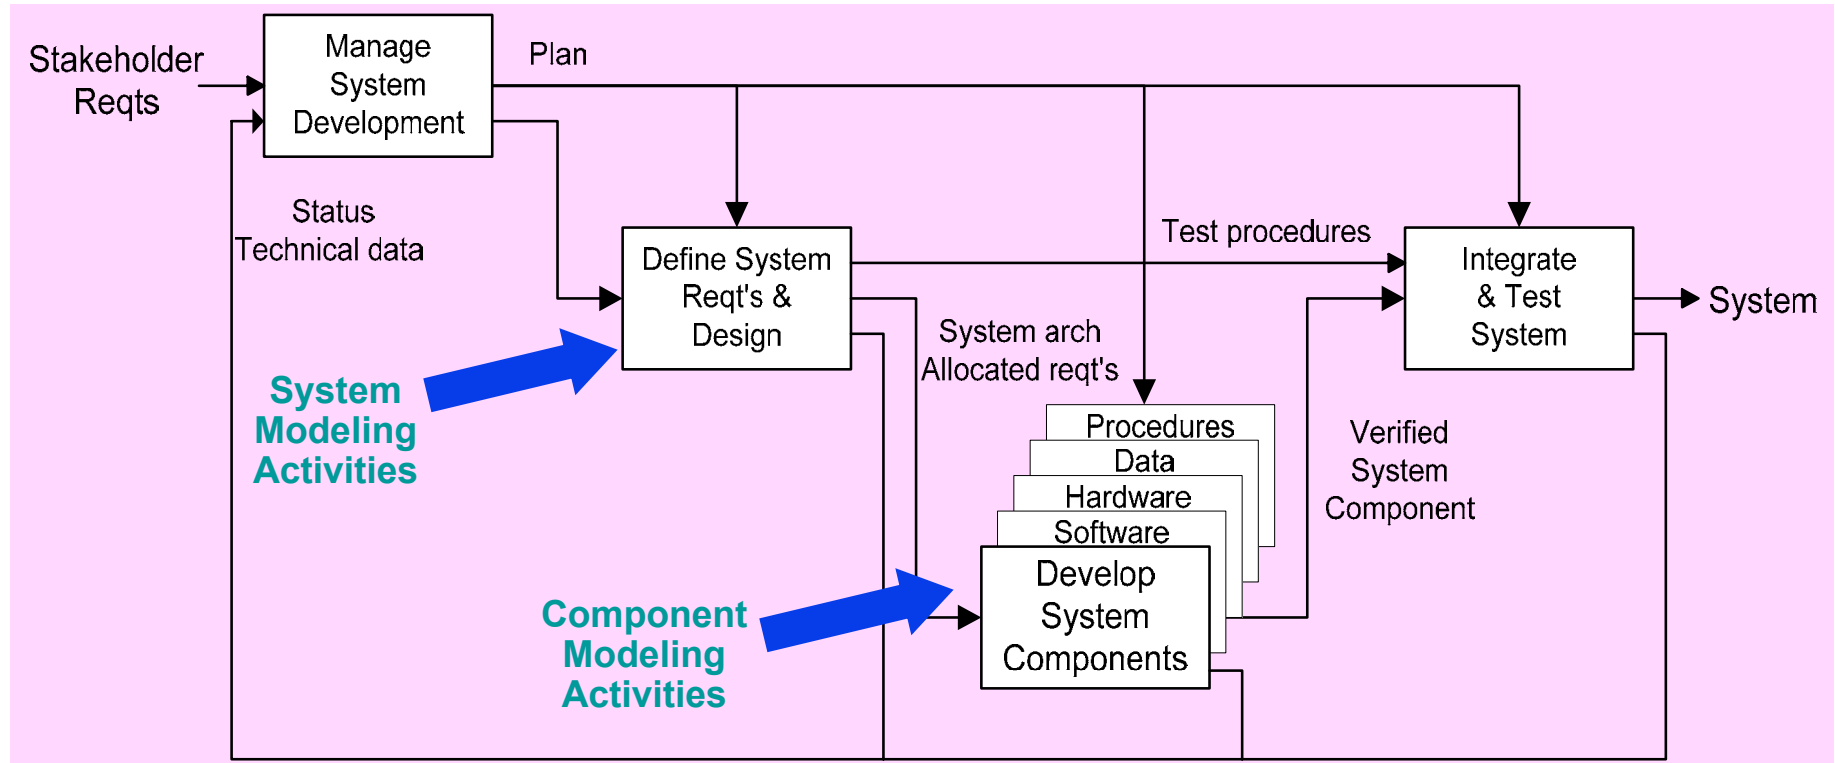 Stakeholder
Reqts
Manage
System
Development
Plan
Status
Technical data
Define System
Reqt's &
Design
Test procedures
Integrate
& Test
System
System
System arch
Allocated reqt's
System
Modeling
Activities
Procedures
Data
Hardware
Software
Develop
System
Components
Verified
System
Component
Component
Modeling
Activities